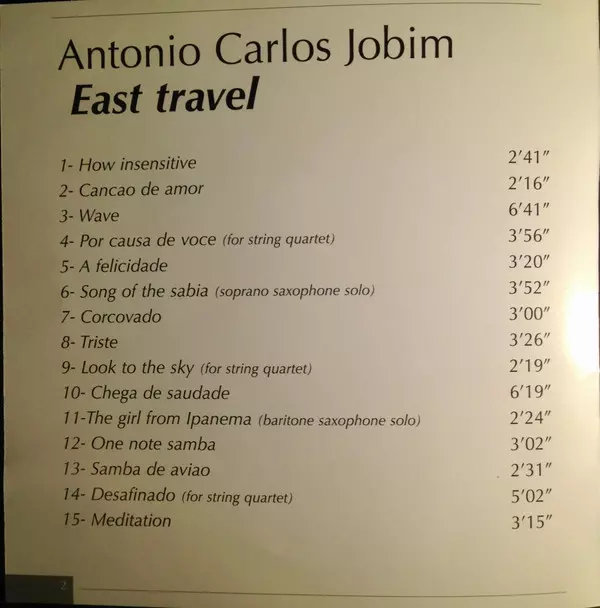 Antonio Carlos Jobim
East travel
1- How insensitive 2'41"
2- Cancao de amor 2'16"
3- Wave 6'41"
4- Por causa de voce (for string quartet) 3'56"
5- A felicidade 3'20"
6- Song of the sabia (soprano saxophone solo) 3'52"
7- Corcovado 3'00"
8- Triste 3'26"
9- Look to the sky (for string quartet) 2'19"
10- Chega de saudade 6'19"
11-The girl from Ipanema (baritone saxophone solo) 2'24"
12- One note samba 3'02"
13- Samba de aviao 2'31"
14- Desafinado (for string quartet) 5'02"
15- Meditation 3'15"
2